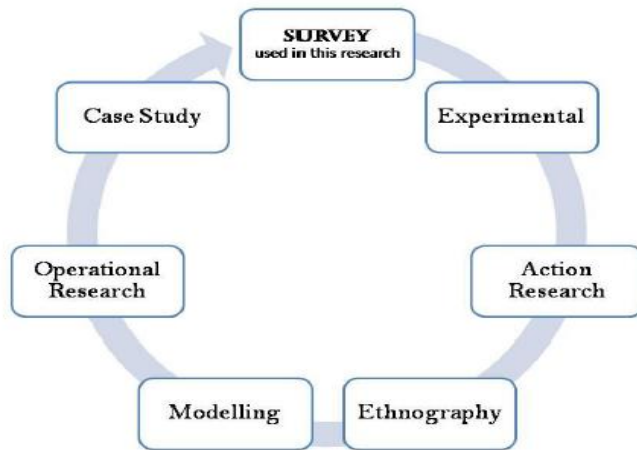 SURVEY
used in this research
Experimental
Action
Research
Ethnography
Modelling
Operational
Research
Case Study